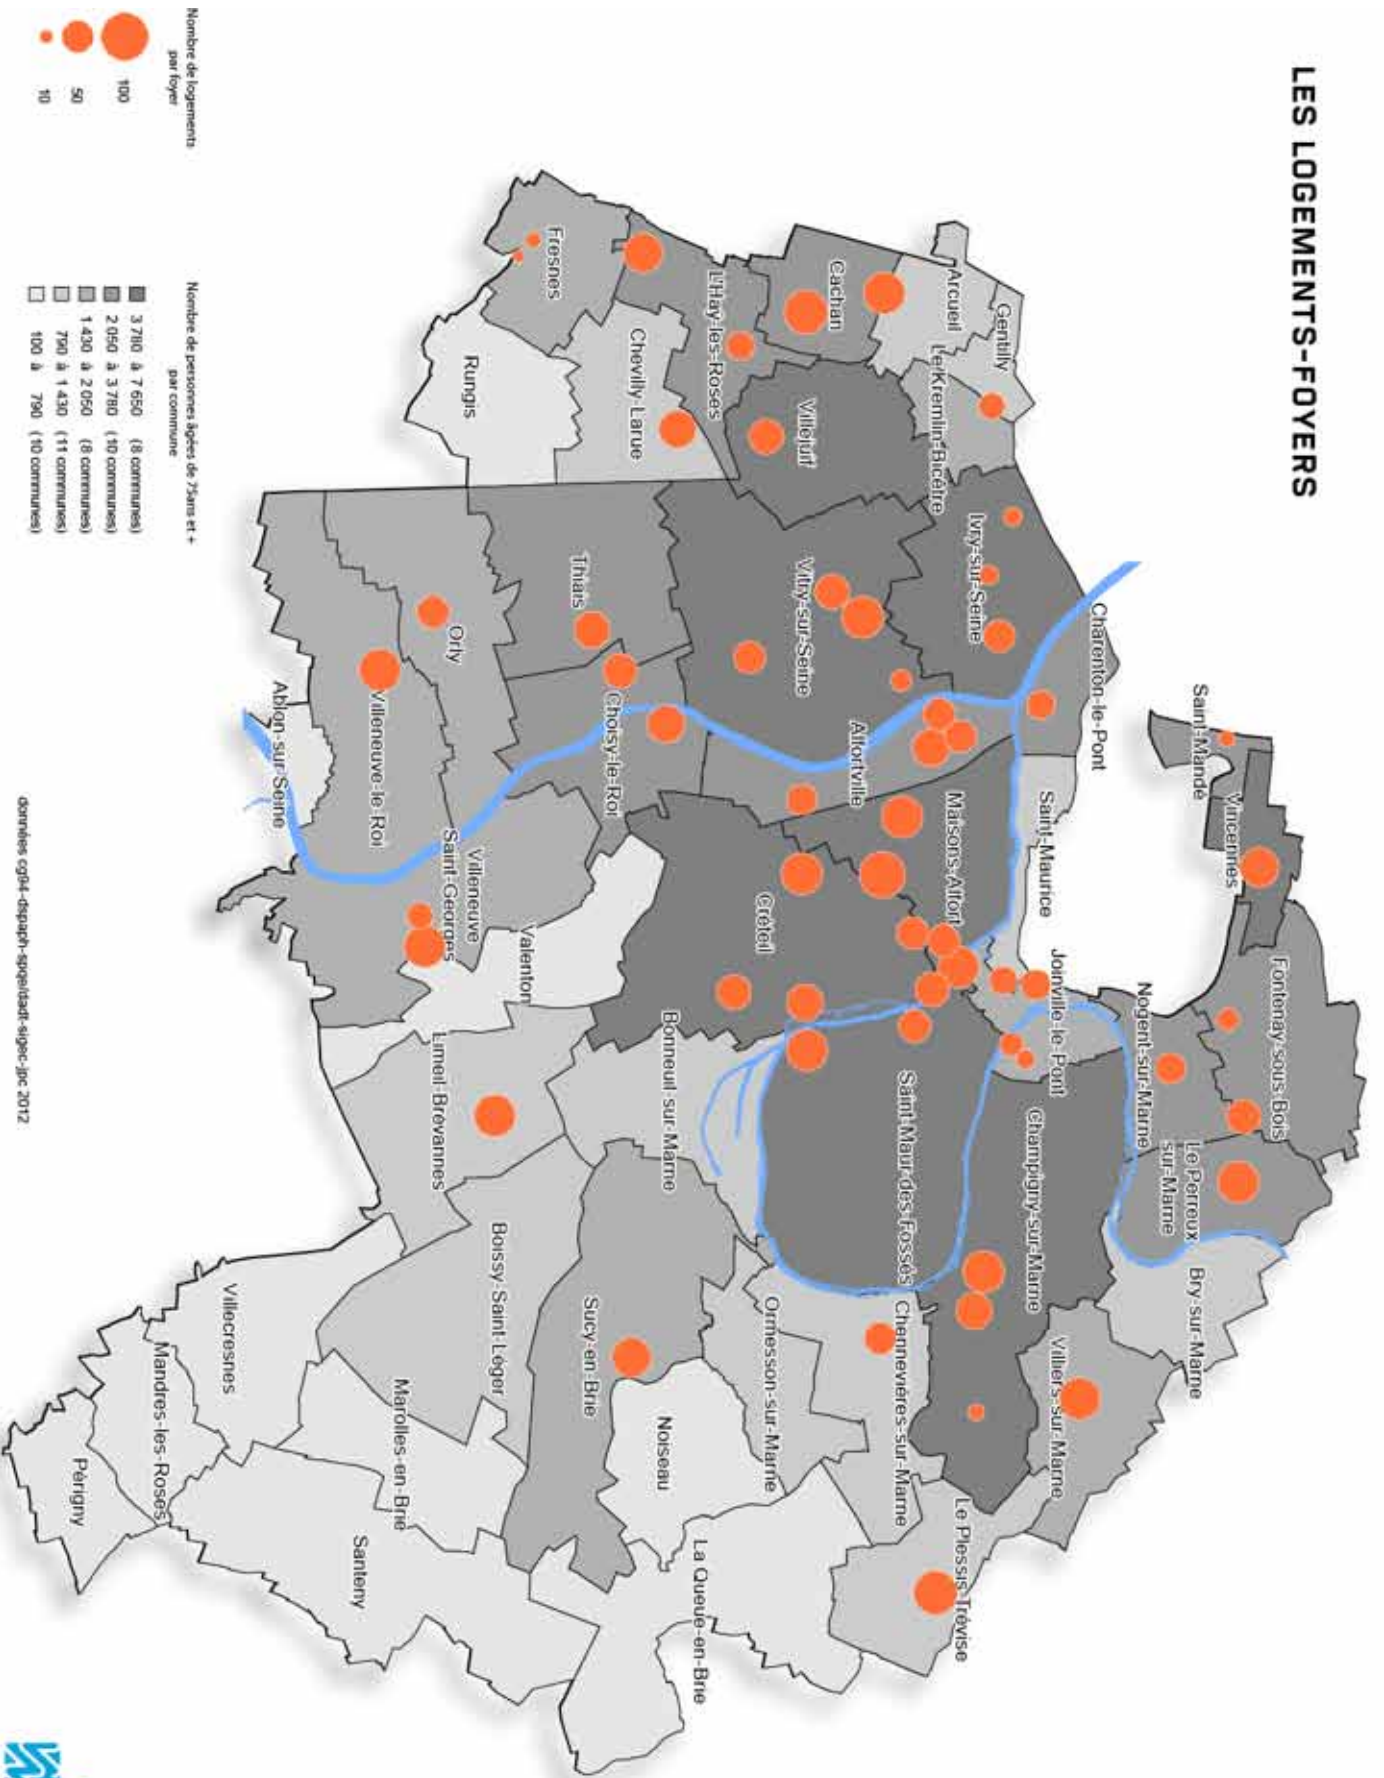 LES LOGEMENTS-FOYERS
Saint-Mandé
Vincennes
Fontenay-sous-Bois
Charenton-le-Pont
Saint-Maurice
Joinville-le-Pont
Nogent-sur-Marne
Le Perreux
sur-Marne
Bry-sur-Marne
Gentilly
Arcueil
Le Kremlin-Bicêtre
Ivry-sur-Seine
Maisons-Alfort
Champigny-sur-Marne
Villiers-sur-Marne
Cachan
Villejuif
Vitry-sur-Seine
Alfortville
Créteil
Saint-Maur-des-Fossés
Chennevières-sur-Marne
Le Plessis-Trévise
L'Hay-les-Roses
Chevilly-Larue
Thiais
Choisy-le-Roi
Bonneuil-sur-Marne
Ormesson-sur-Marne
Noiseau
La Queue-en-Brie
Fresnes
Rungis
Orly
Villeneuve
Saint-Georges
Valenton
Limeil-Brévannes
Boissy-Saint-Léger
Sucy-en-Brie
Villeneuve-le-Roi
Ablon-sur-Seine
Marolles-en-Brie
Santeny
Villecresnes
Mandres-les-Roses
Périgny
Nombre de logements
par foyer
100
50
10
Nombre de personnes âgées de 75ans et +
par commune
3 780 à 7 650 (8 communes)
2 050 à 3 780 (10 communes)
1 430 à 2 050 (8 communes)
790 à 1 430 (11 communes)
100 à 790 (10 communes)
données cg94-dspaph-spqe/dadt-sigec-jpc 2012